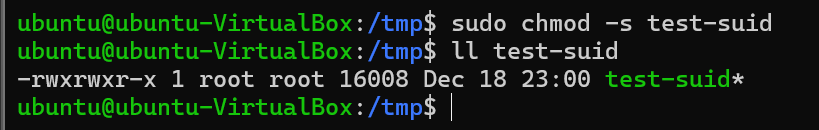 ubuntu@ubuntu-VirtualBox:/tmp$ sudo chmod -s test-suid
ubuntu@ubuntu-VirtualBox:/tmp$ ll test-suid
-rwxrwxr-x 1 root root 16008 Dec 18 23:00 test-suid*
ubuntu@ubuntu-VirtualBox:/tmp$